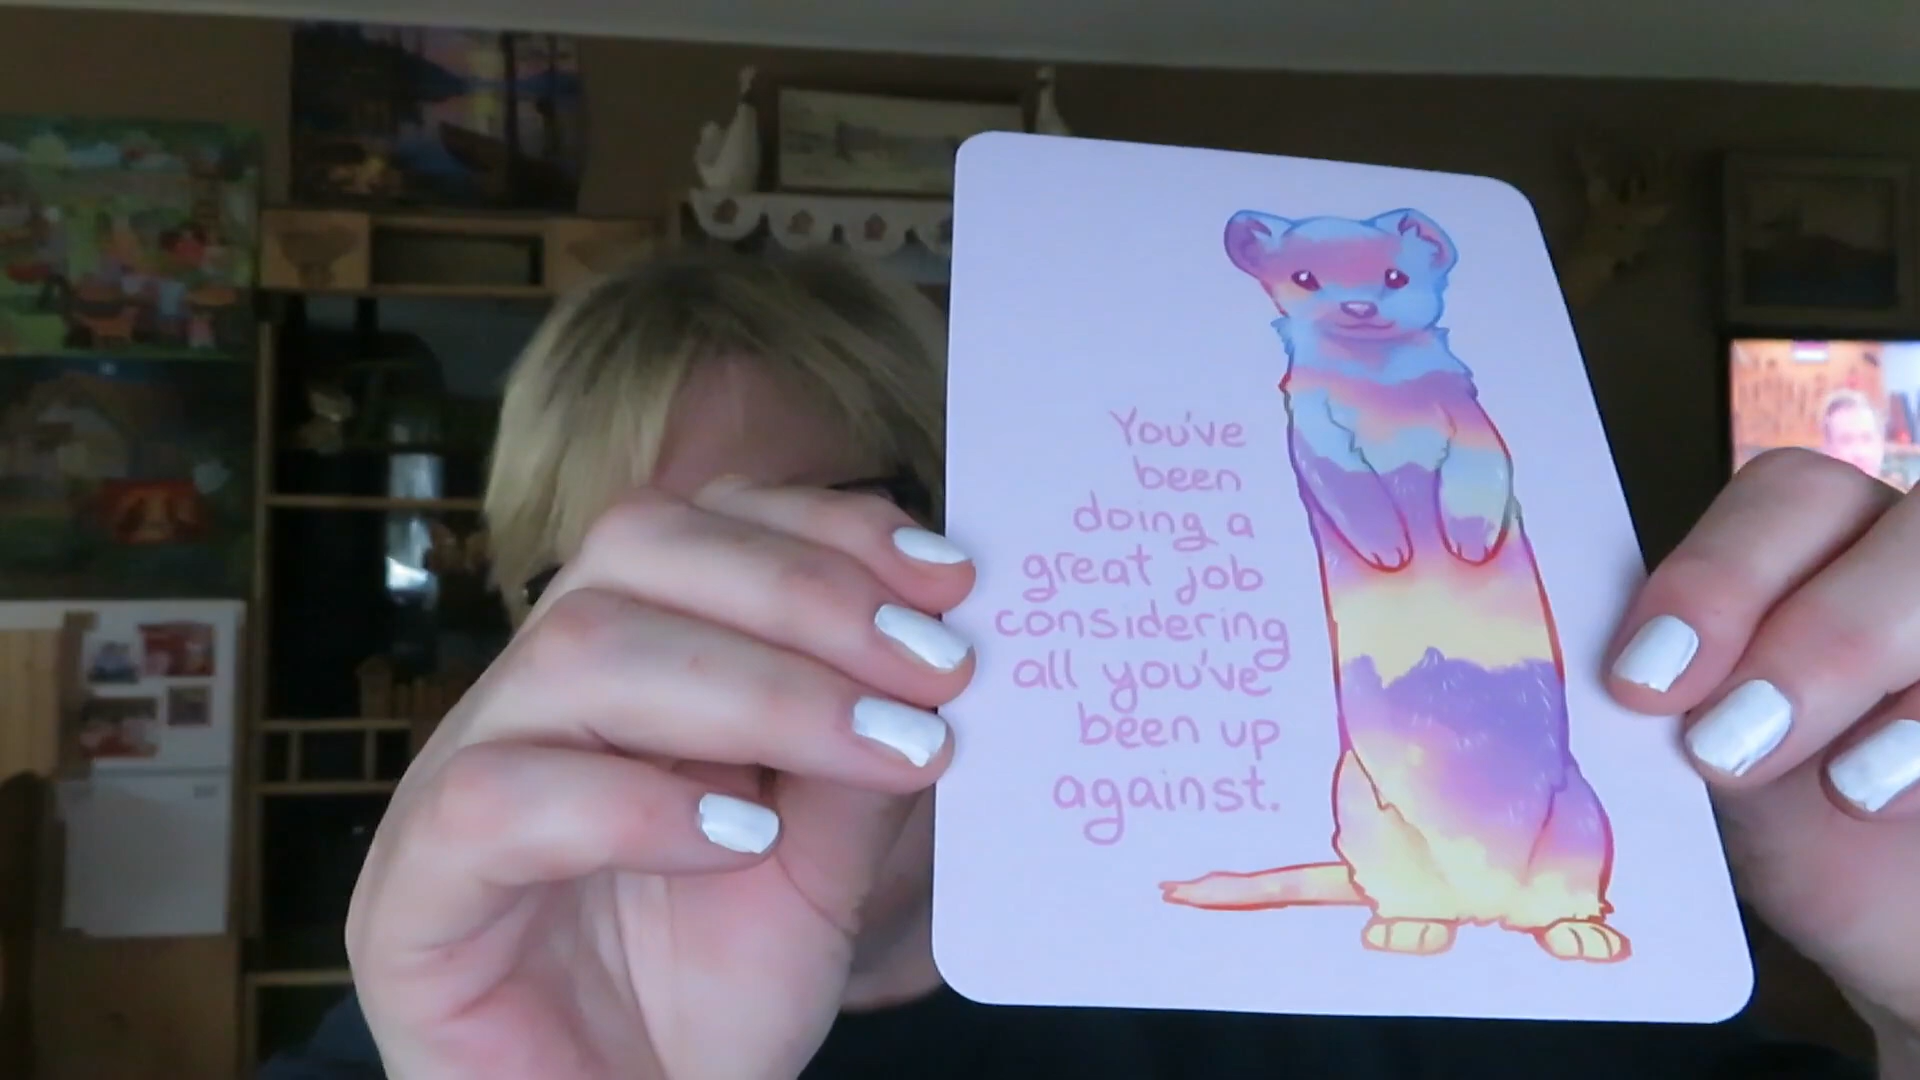 You've
been
doing a
great job
considering
all you've
been up
against.